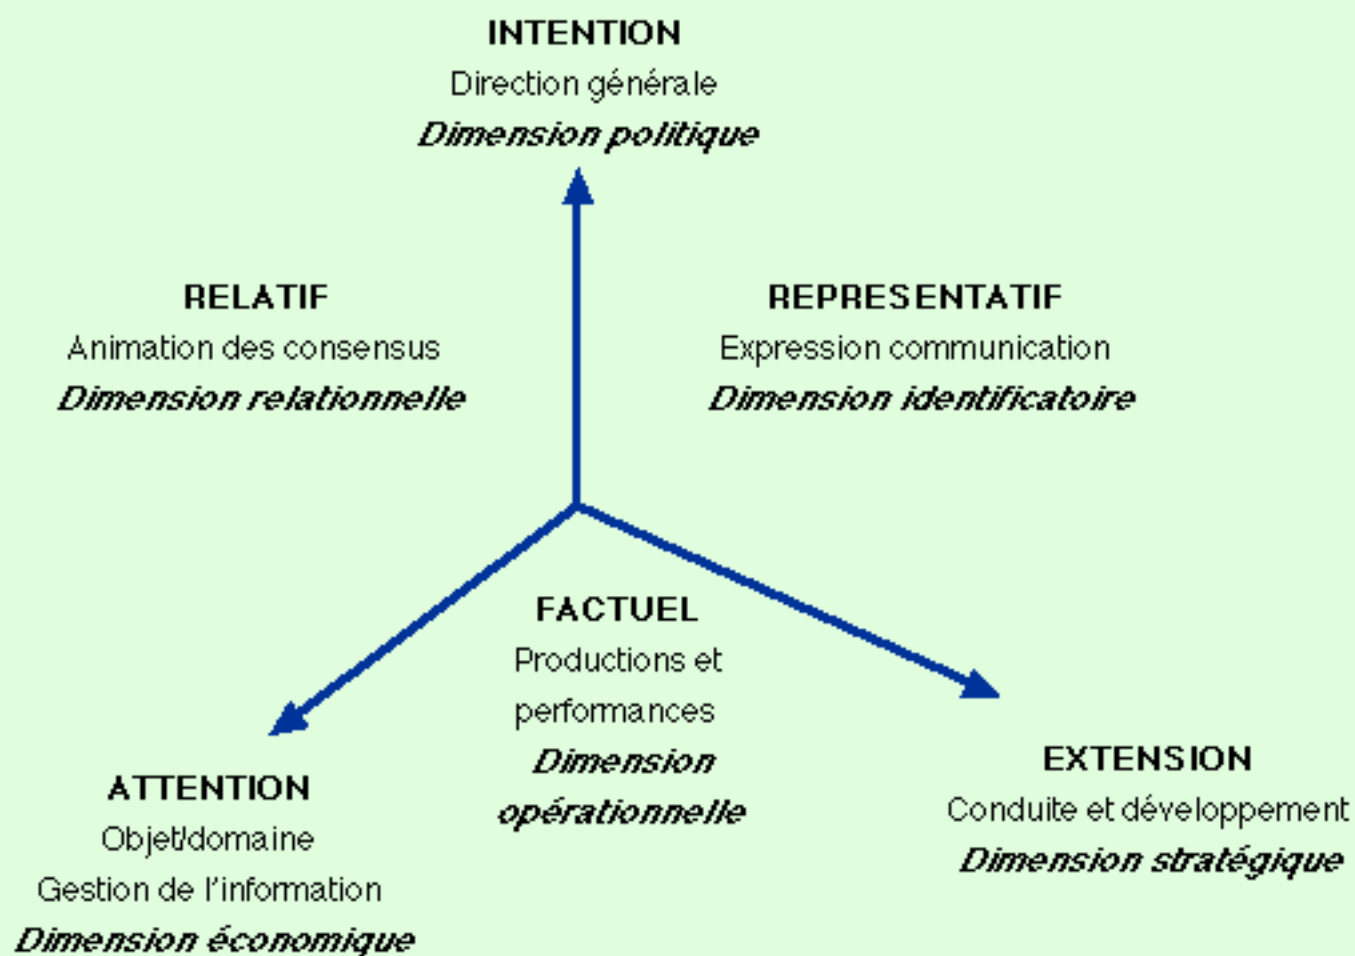 INTENTION
Direction générale
Dimension politique
RELATIF
Animation des consensus
Dimension relationnelle
REPRESENTATIF
Expression communication
Dimension identificatoire
FACTUEL
Productions et
performances
Dimension
opérationnelle
ATTENTION
Objet/domaine
Gestion de l'information
Dimension économique
EXTENSION
Conduite et développement
Dimension stratégique